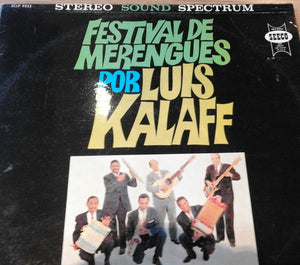 STEREO SOUND SPECTRUM
FESTIVAL DE
MERENGUES
POR LUIS
KALAFF
SEECO